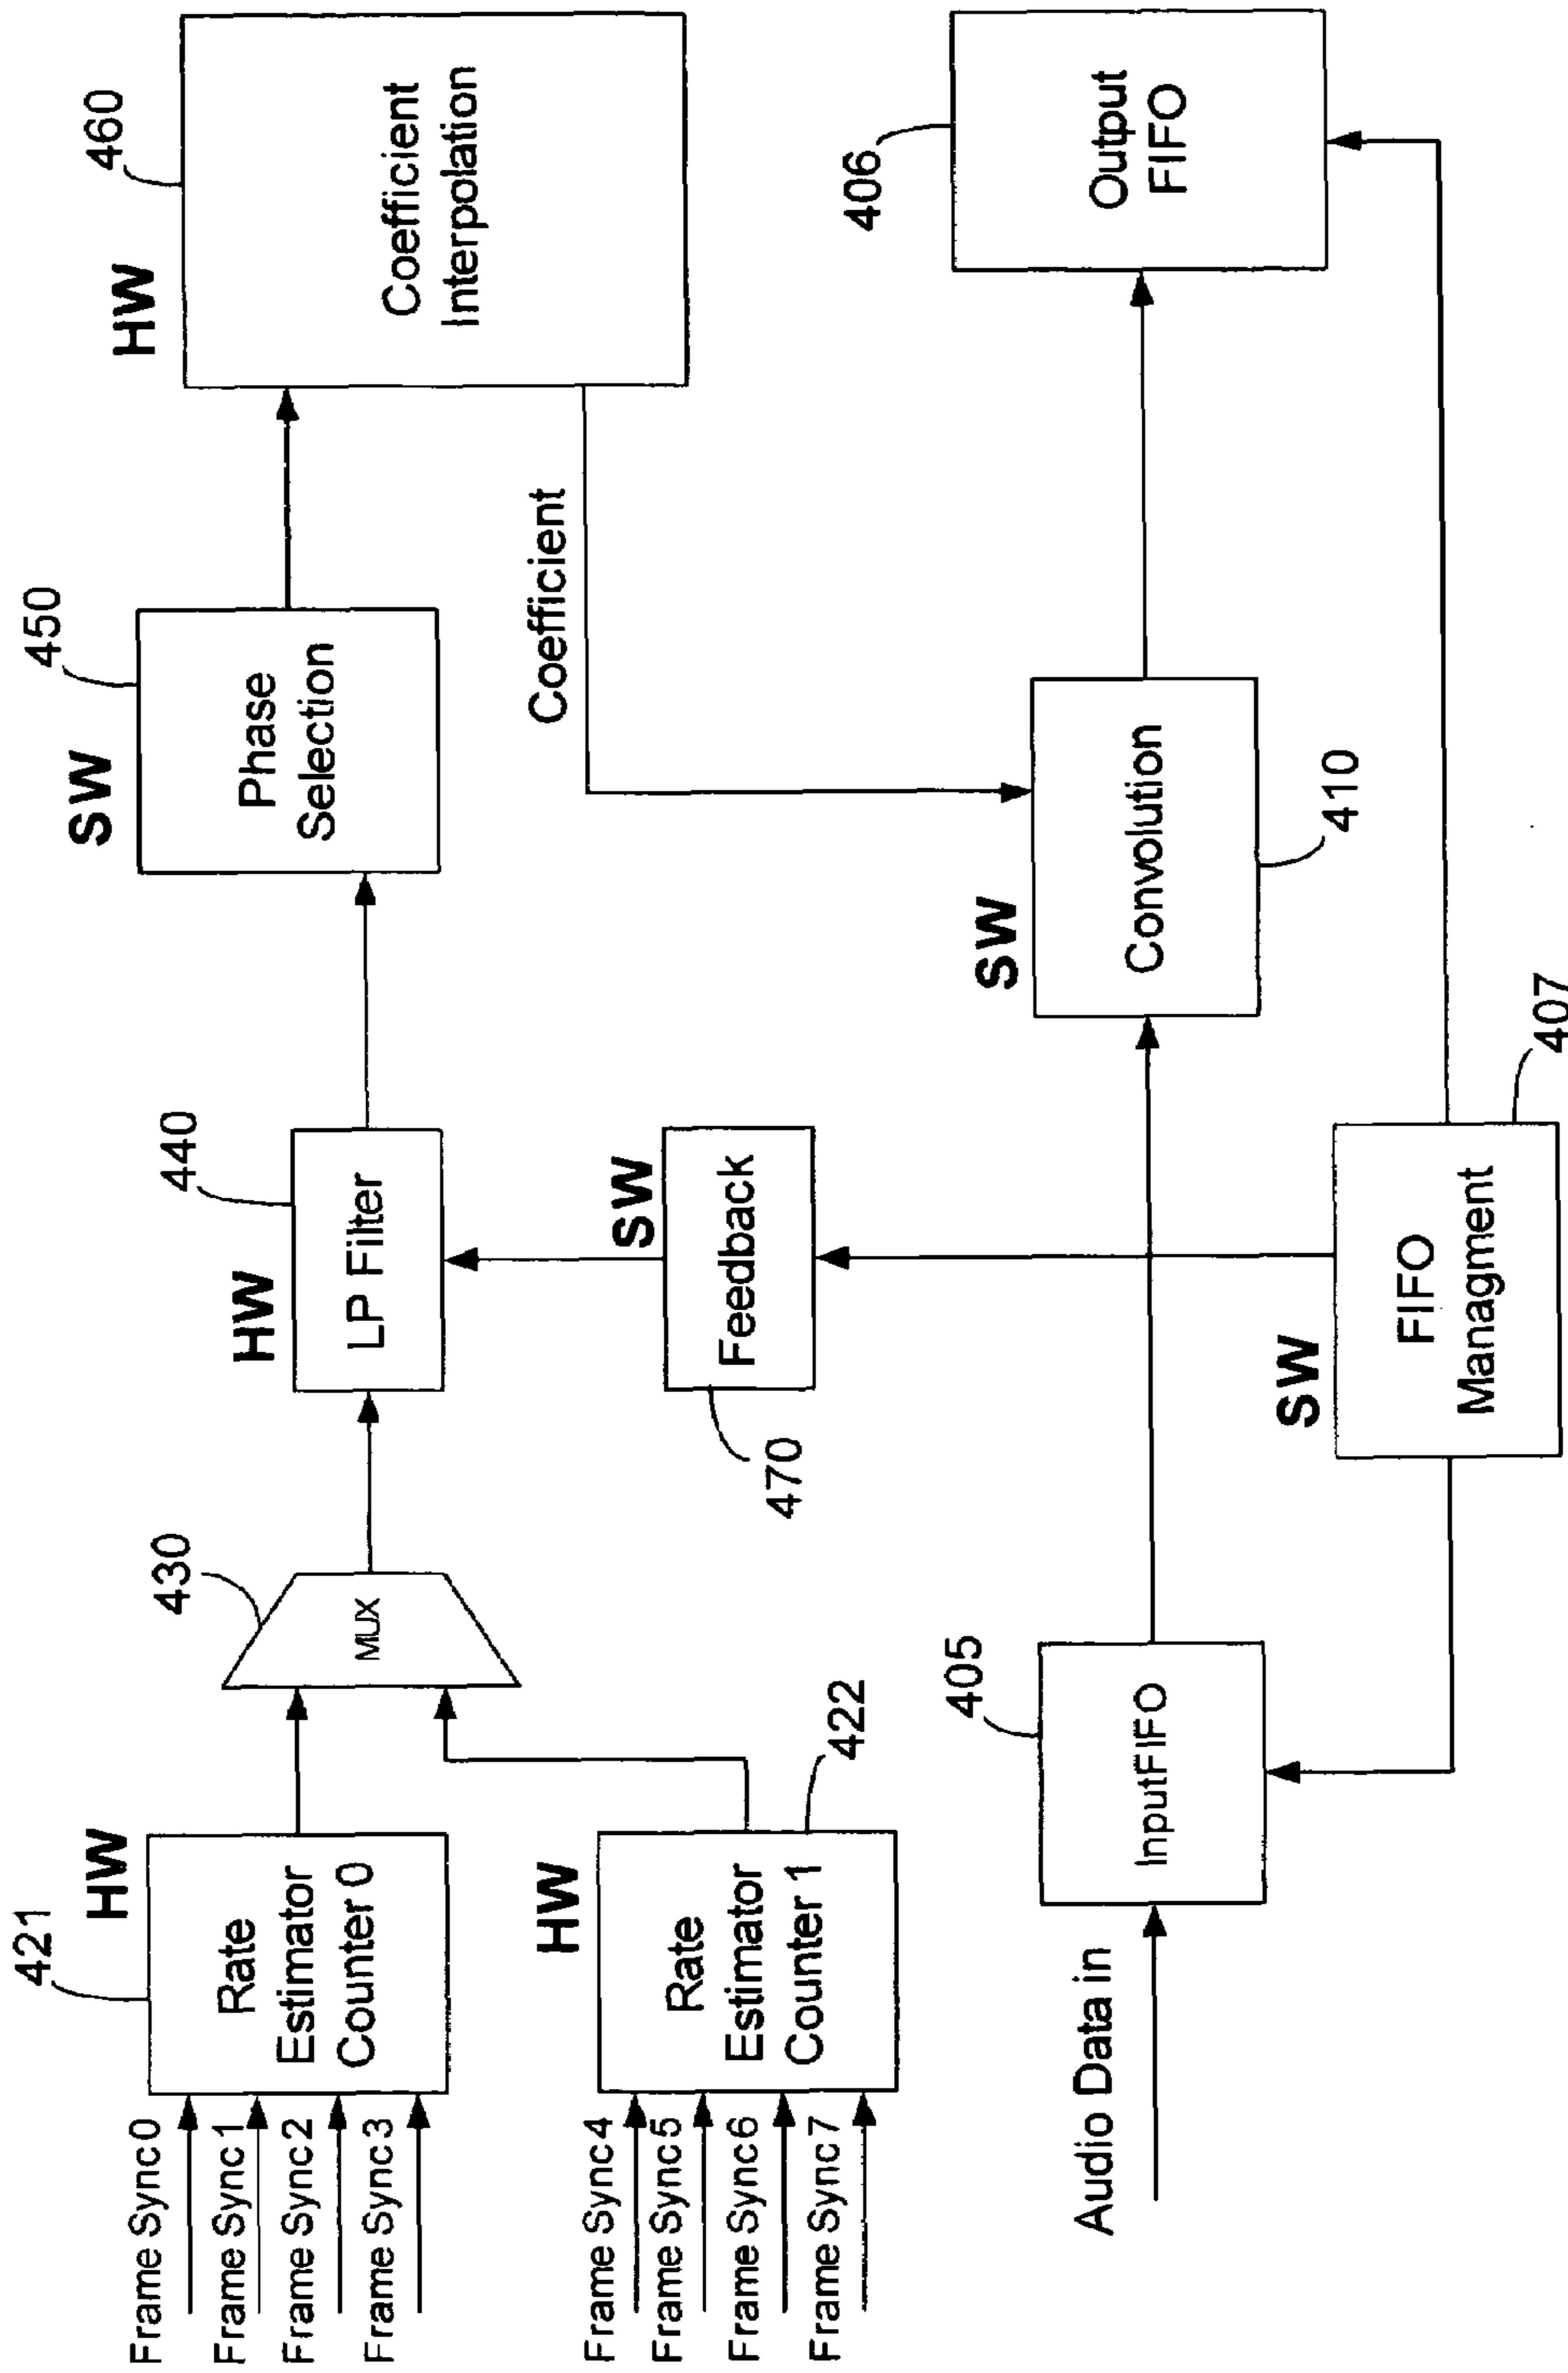 Frame Sync0
Frame Sync1
Frame Sync2
Frame Sync3
421
HW
Rate
Estimator
Counter 0
430
MUX
440
HW
LP Filter
450
SW
Phase
Selection
460
HW
Coefficient
Interpolation
Frame Sync4
Frame Sync5
Frame Sync6
Frame Sync7
HW
Rate
Estimator
Counter 1
422
470
SW
Feedback
Coefficient
Audio Data in
405
InputFIFO
SW
Convolution
410
406
Output
FIFO
SW
FIFO
Managment
407